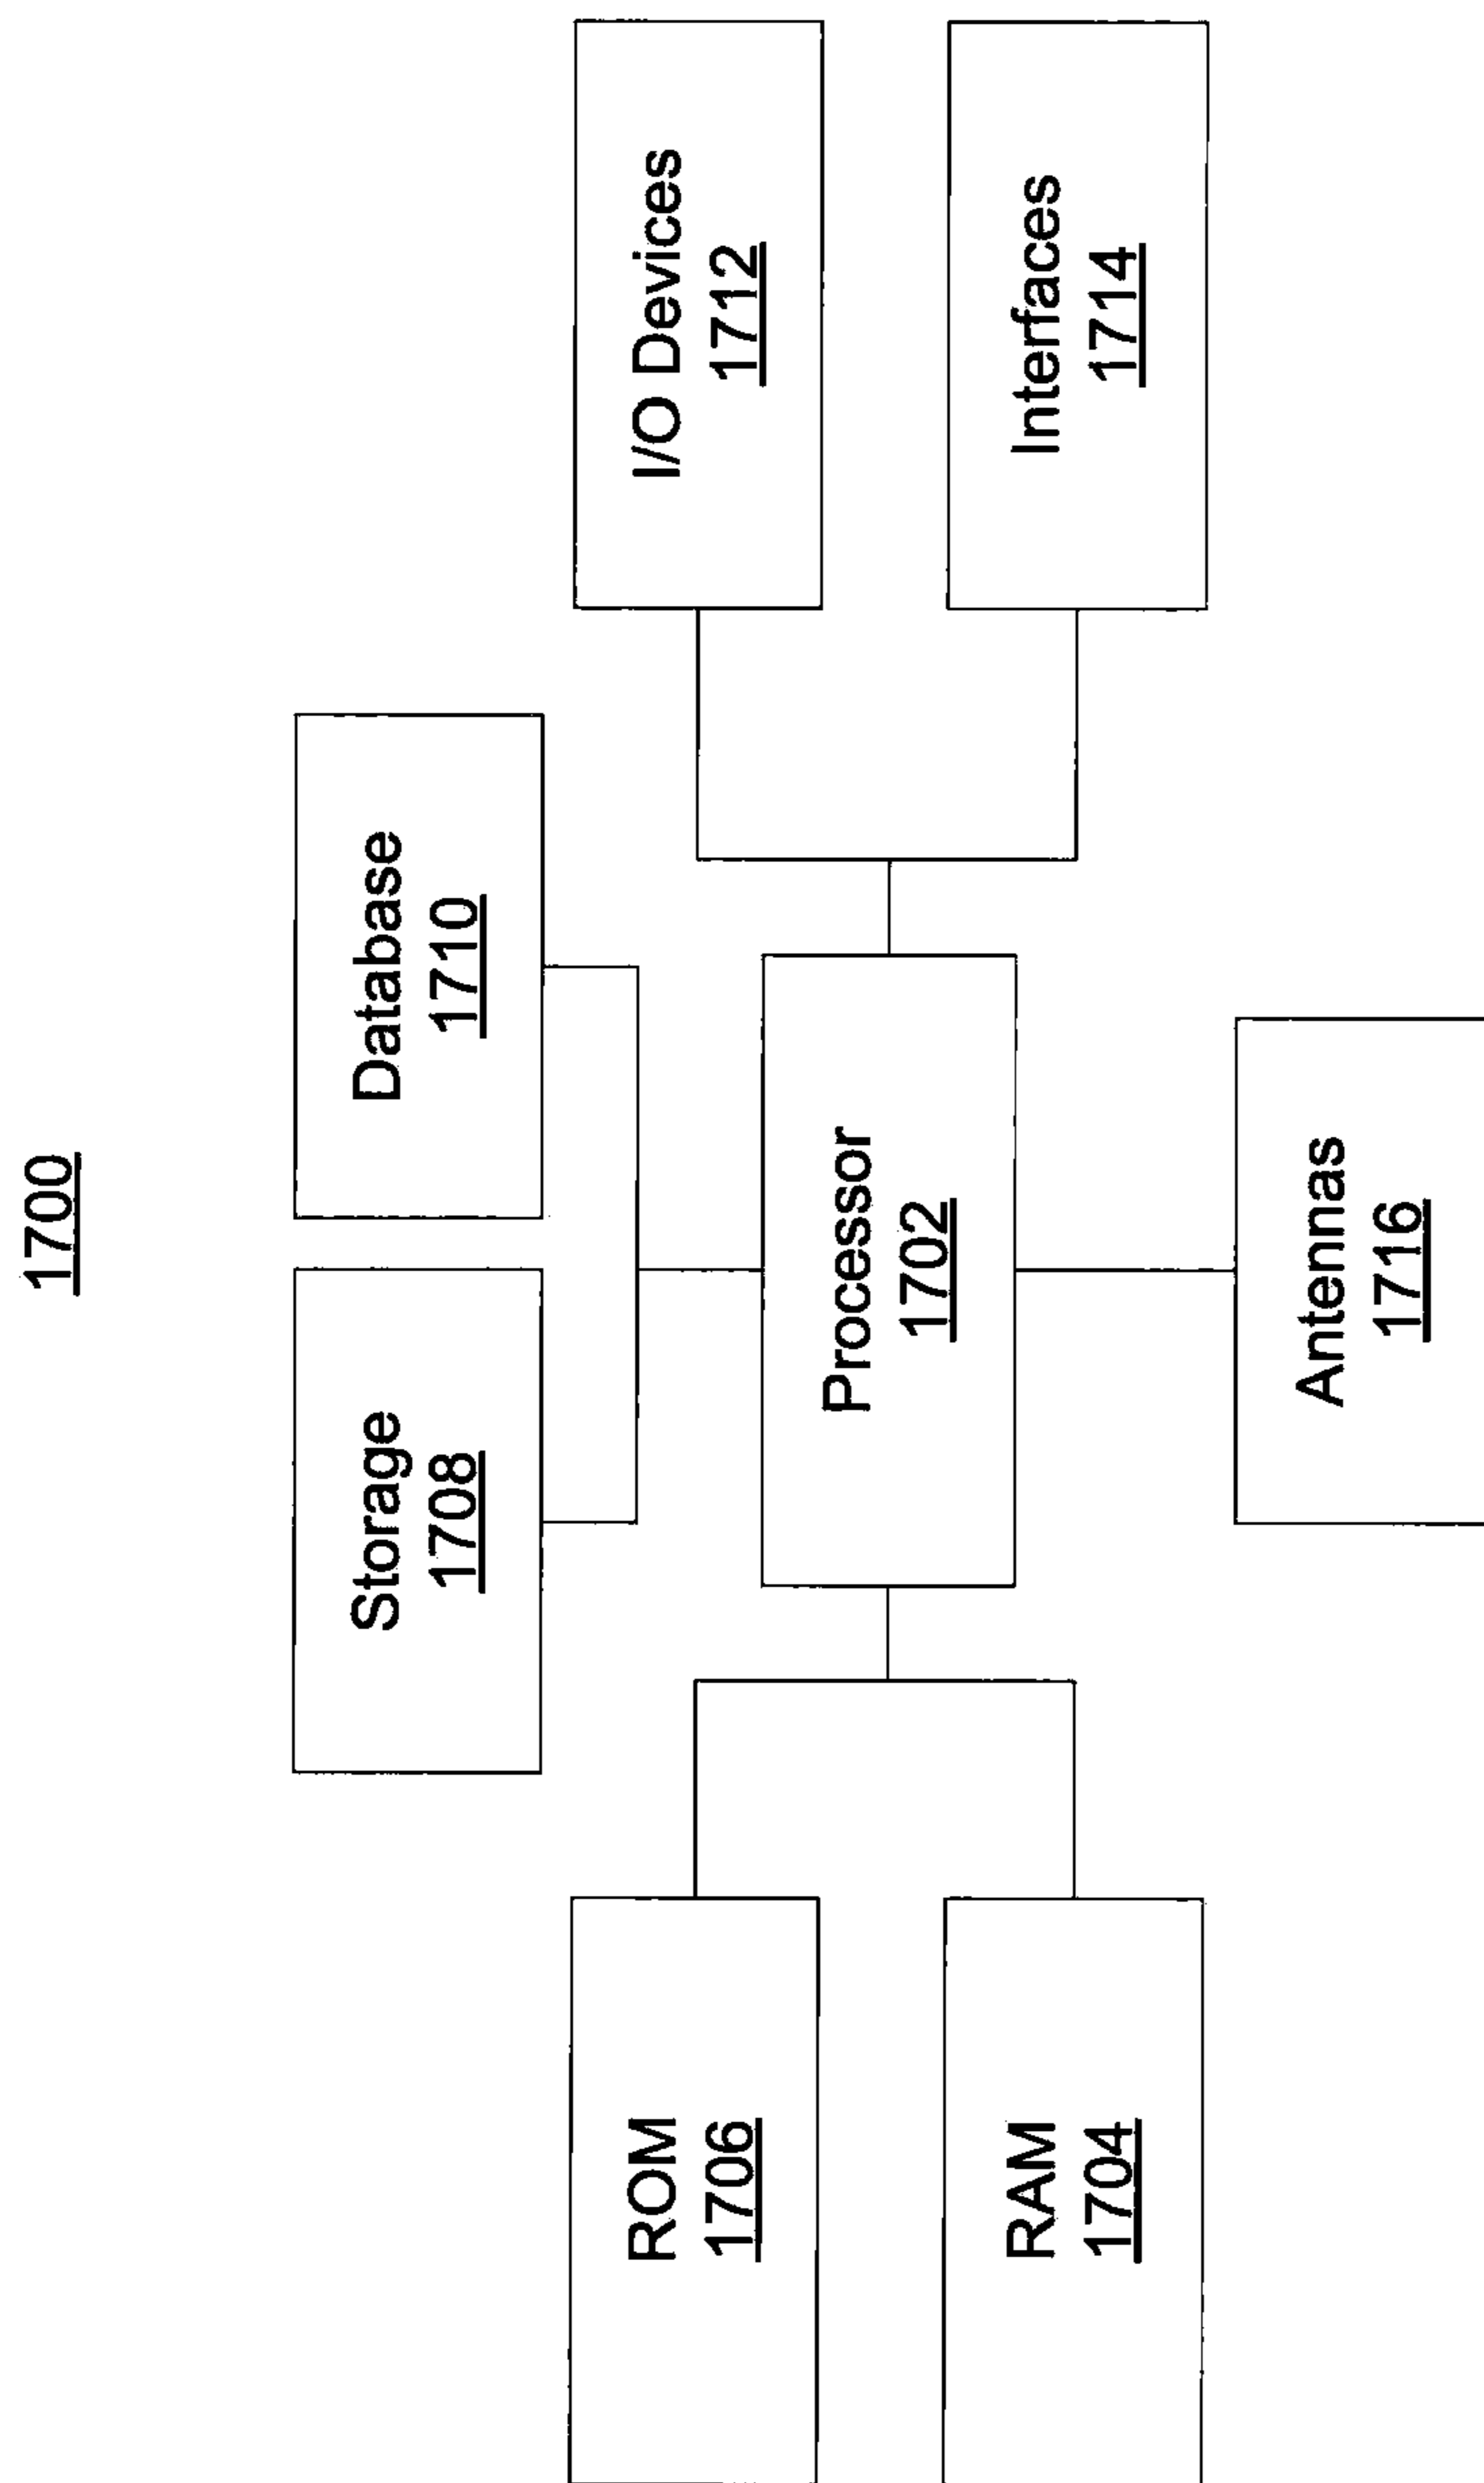 1700
Storage
1708
Database
1710
ROM
1706
I/O Devices
1712
Processor
1702
RAM
1704
Interfaces
1714
Antennas
1716